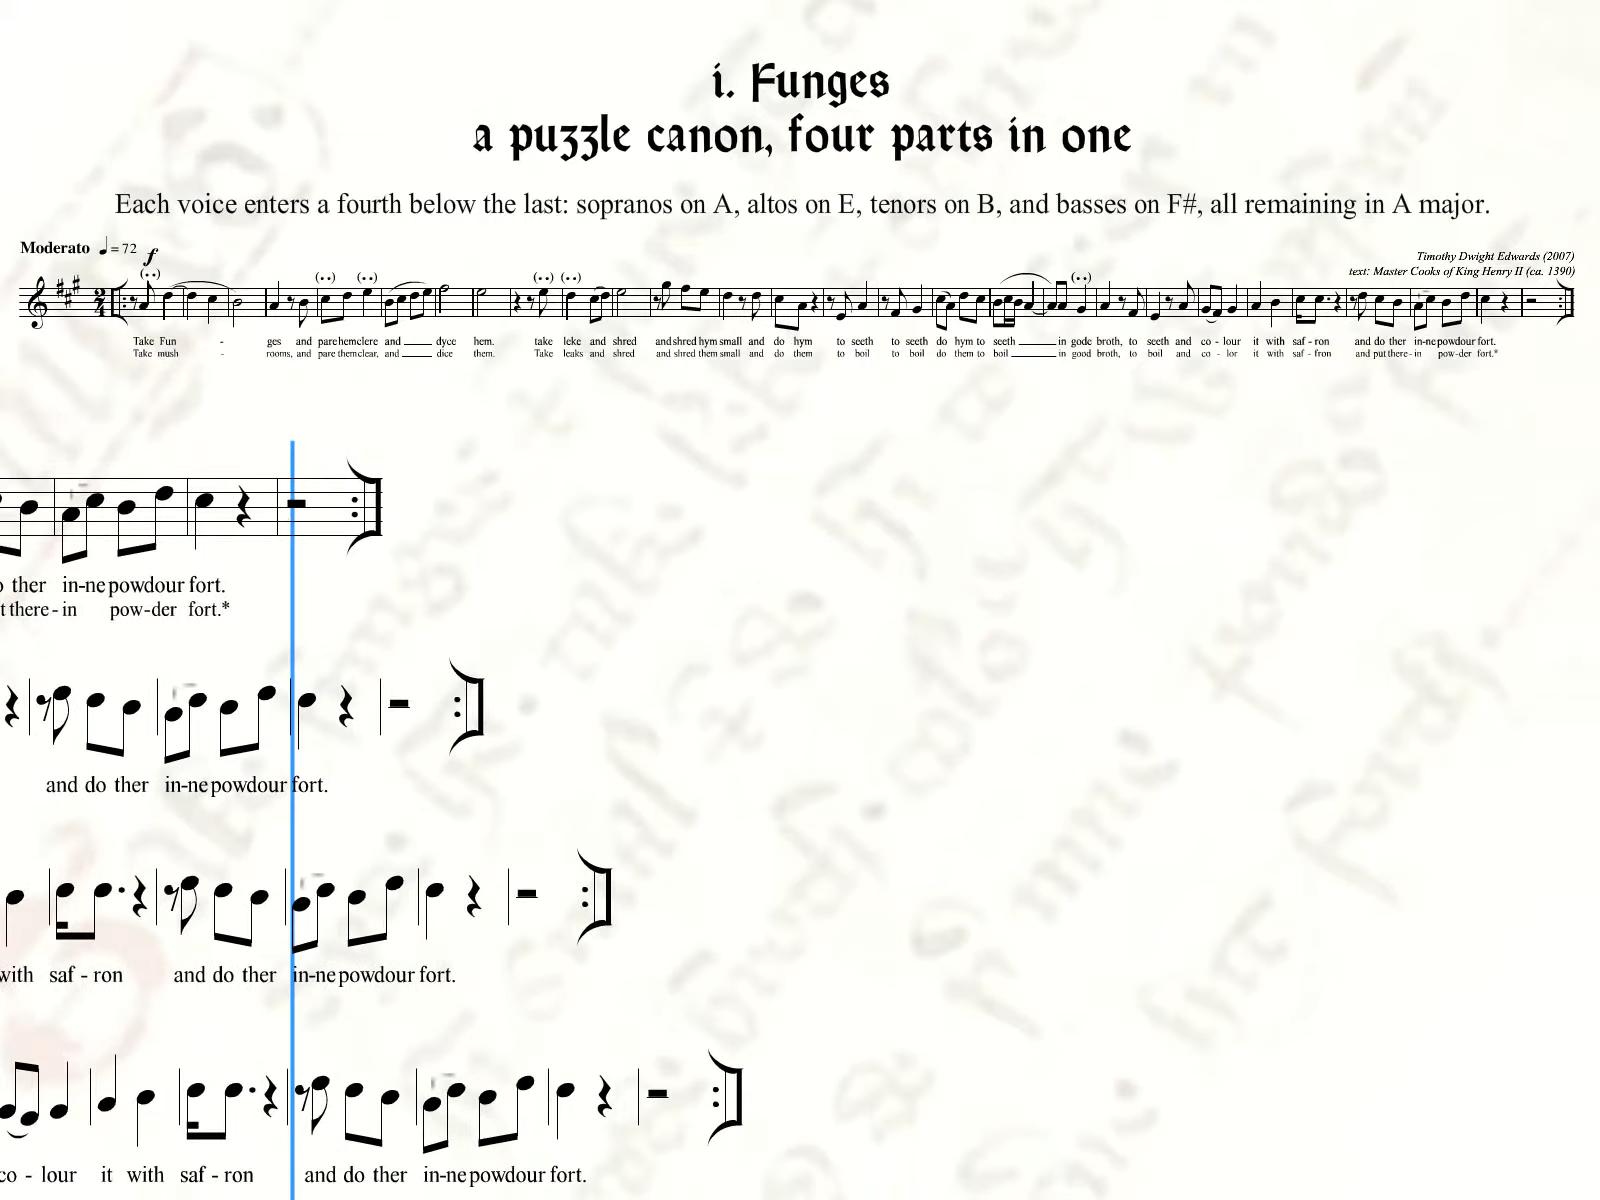 i. Funges
a puzzle canon, four parts in one
Each voice enters a fourth below the last: sopranos on A, altos on E, tenors on B, and basses on F#, all remaining in A major.
Moderato ♩ = 72 f
Timothy Dwight Edwards (2007)
text: Master Cooks of King Henry II (ca. 1390)
Take Fun - ges and pare hem clere and dyce hem. take leke and shred and shred hym small and do hym to seeth to seeth do hym to seeth in gode broth, to seeth and co - lour it with saf - ron and do ther in-ne powdour fort.
Take mush - rooms, and pare them clear, and dice them. Take leaks and shred and shred them small and do them to boil to boil do them to boil in good broth, to boil and co - lor it with saf - fron and put there - in pow-der fort.*
ther in-ne powdour fort.
t there - in pow-der fort.*
and do ther in-ne powdour fort.
with saf - ron and do ther in-ne powdour fort.
co - lour it with saf - ron and do ther in-ne powdour fort.